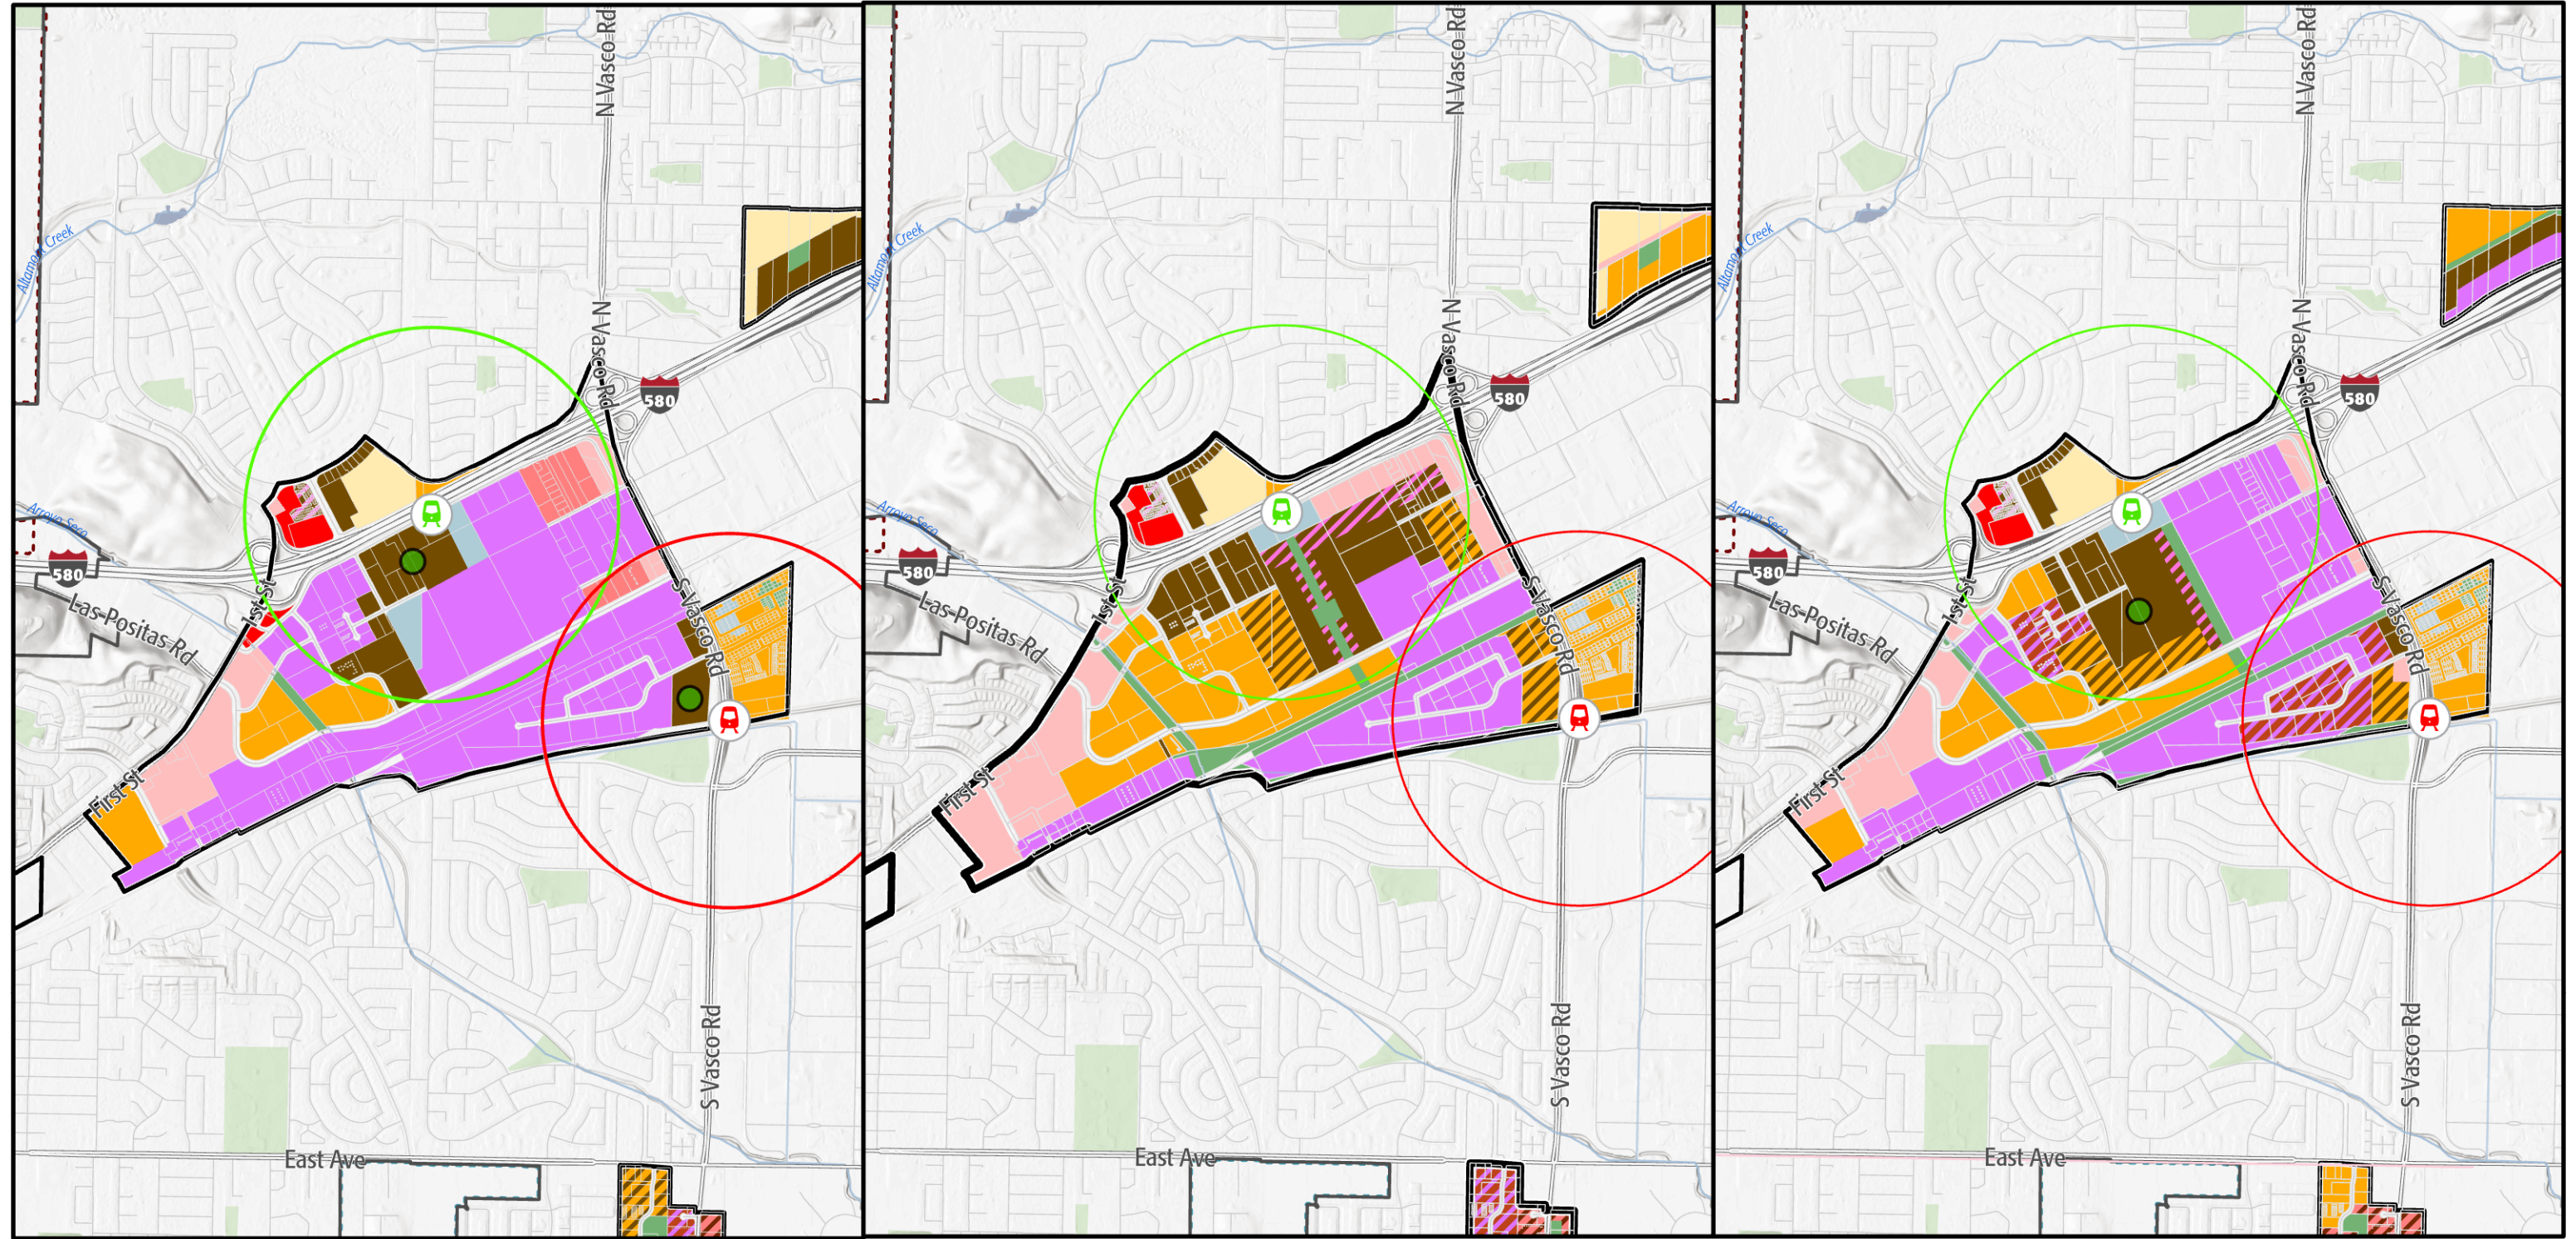 N Vasco Rd
Altamont Creek
N Vasco Rd
580
Arroyo Seco
580
1st St
Las Positas Rd
S Vasco Rd
First St
S Vasco Rd
East Ave
N Vasco Rd
Altamont Creek
N Vasco Rd
580
Arroyo Seco
580
1st St
Las-Positas Rd
S Vasco Rd
First St
S Vasco Rd
East Ave
N Vasco Rd
Altamont Creek
N Vasco Rd
580
Arroyo Seco
580
1st St
Las-Positas Rd
S Vasco Rd
First St
S Vasco Rd
East Ave